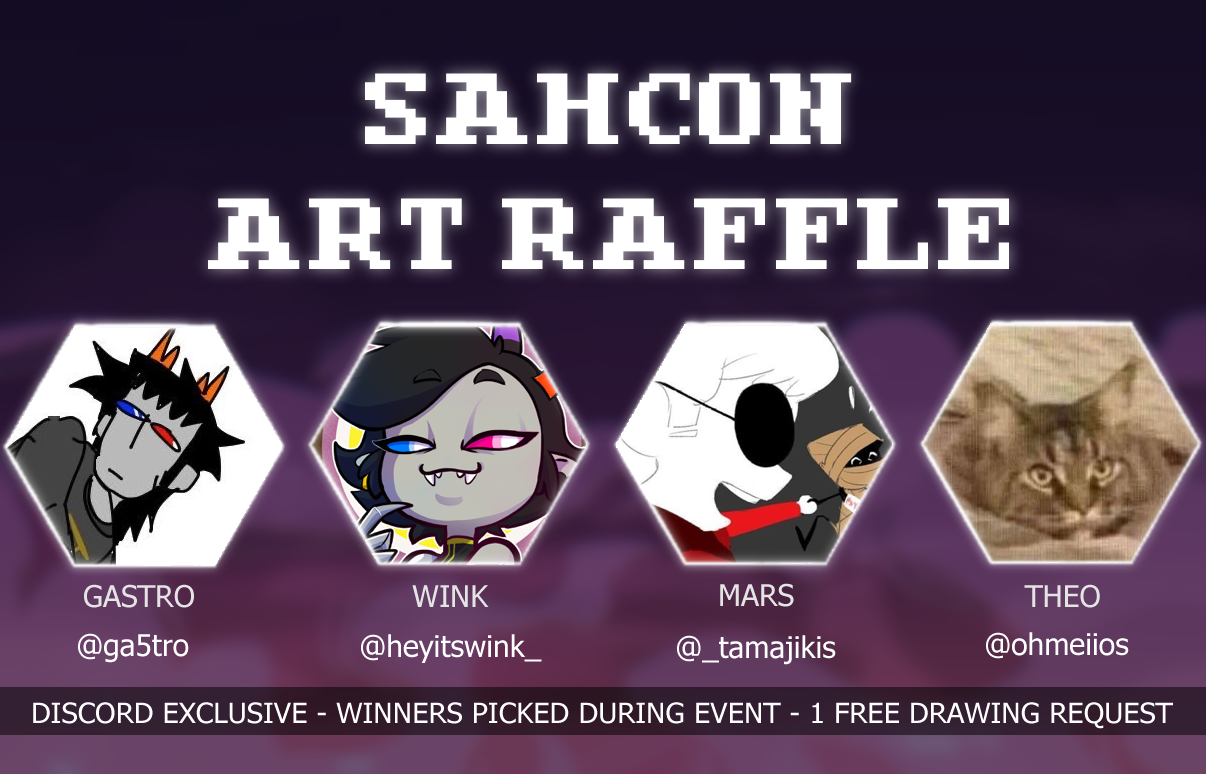 SAHCON
ART RAFFLE
GASTRO
WINK
MARS
THEO
@ga5tro
@heyitswink_
@_tamajikis
@ohmeiios
DISCORD EXCLUSIVE - WINNERS PICKED DURING EVENT - 1 FREE DRAWING REQUEST